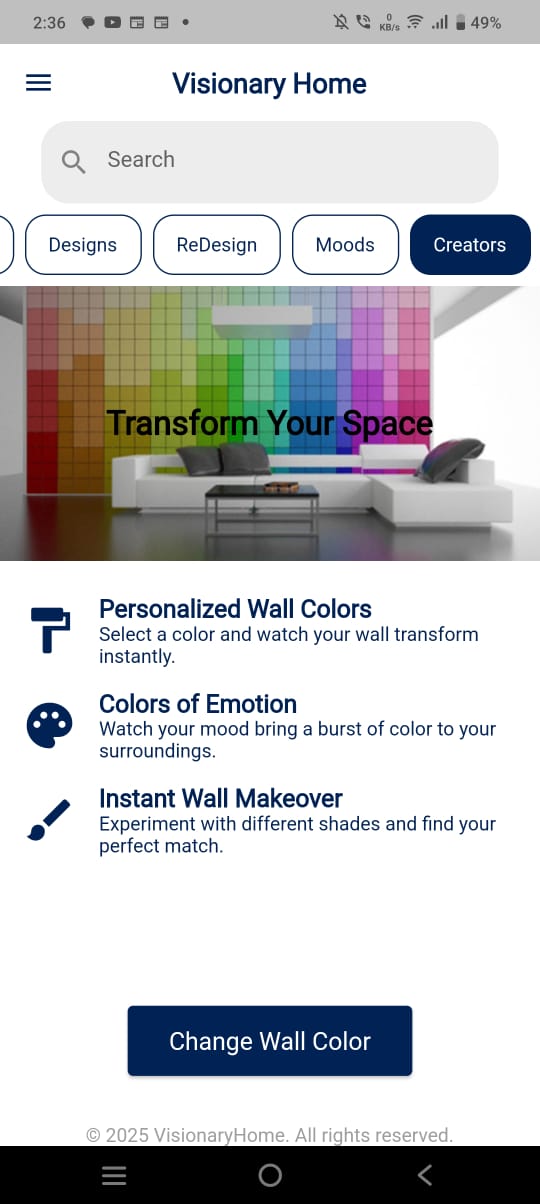 2:36
0
KB/s
49%
Visionary Home
Search
Designs
ReDesign
Moods
Creators
Transform Your Space
Personalized Wall Colors
Select a color and watch your wall transform
instantly.
Colors of Emotion
Watch your mood bring a burst of color to your
surroundings.
Instant Wall Makeover
Experiment with different shades and find your
perfect match.
Change Wall Color
© 2025 VisionaryHome. All rights reserved.